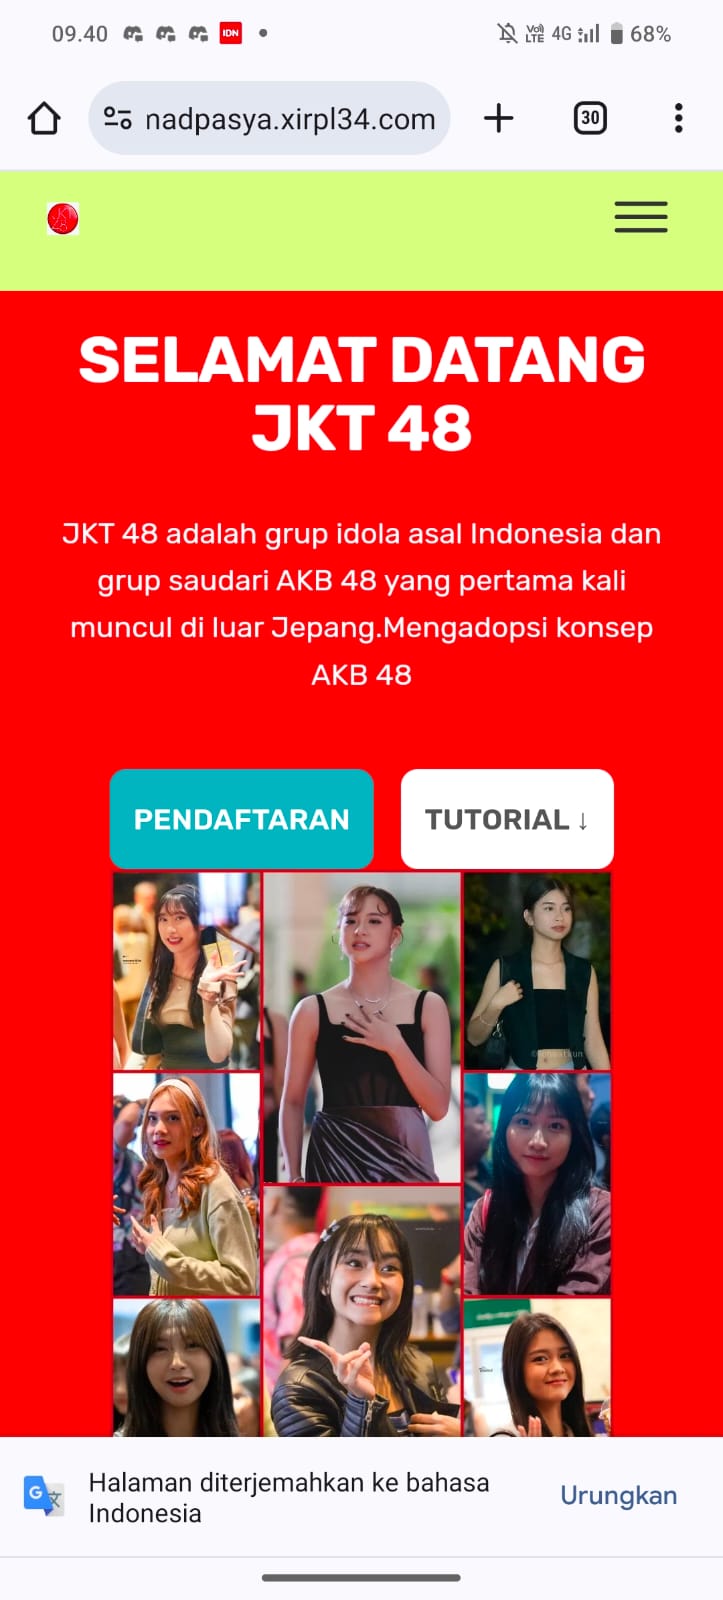 09.40
IDN
Vo))
LTE
4G
68%
nadpasya.xirpl34.com
30
JKT
48
SELAMAT DATANG
JKT 48
JKT 48 adalah grup idola asal Indonesia dan
grup saudari AKB 48 yang pertama kali
muncul di luar Jepang.Mengadopsi konsep
AKB 48
PENDAFTARAN
TUTORIAL ↓
G
Halaman diterjemahkan ke bahasa
Indonesia
Urungkan